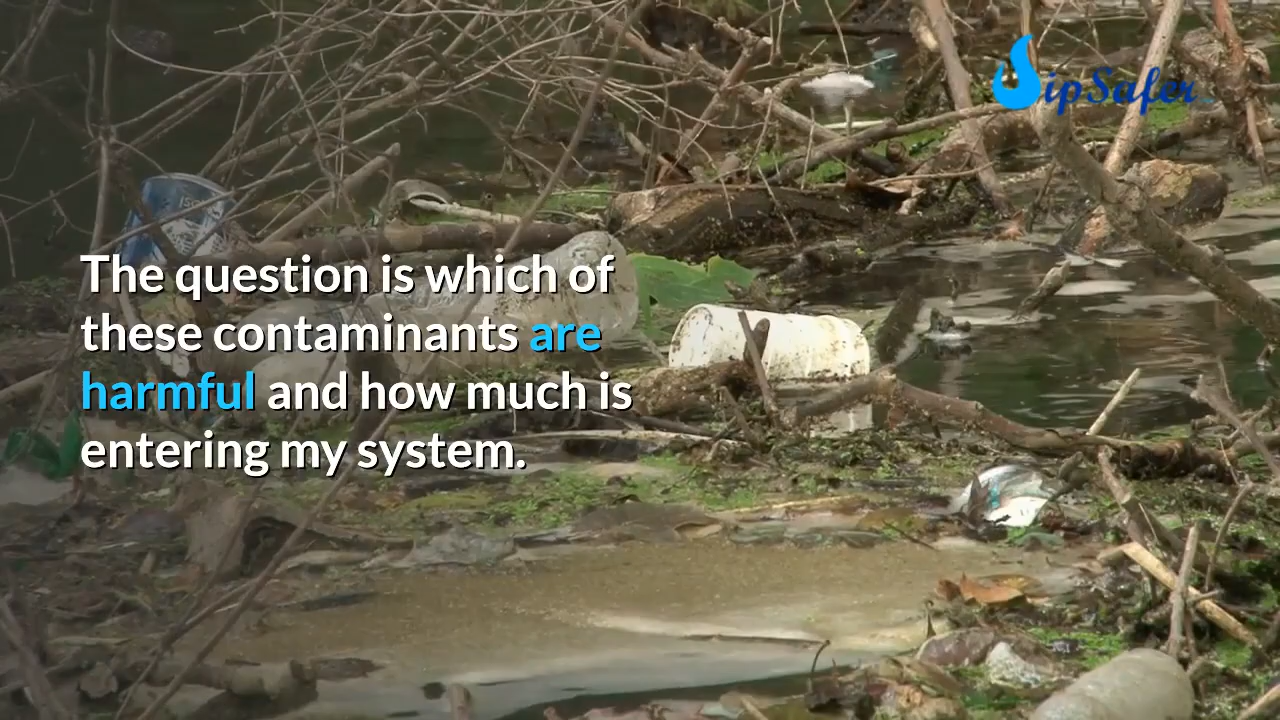 SipSafer
The question is which of
these contaminants are
harmful and how much is
entering my system.